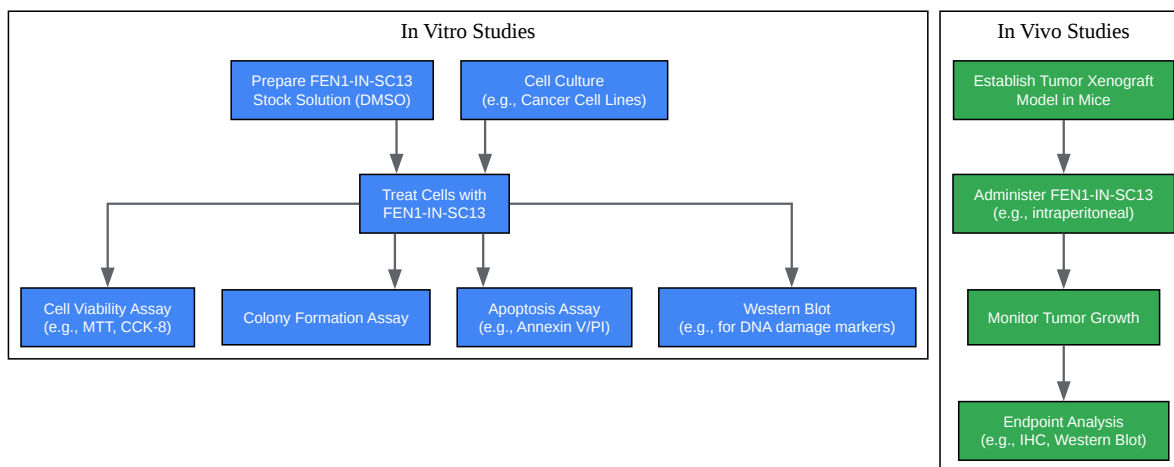 In Vitro Studies
Prepare FEN1-IN-SC13
Stock Solution (DMSO)
Cell Culture
(e.g., Cancer Cell Lines)
Treat Cells with
FEN1-IN-SC13
Cell Viability Assay
(e.g., MTT, CCK-8)
Colony Formation Assay
Apoptosis Assay
(e.g., Annexin V/PI)
Western Blot
(e.g., for DNA damage markers)
In Vivo Studies
Establish Tumor Xenograft
Model in Mice
Administer FEN1-IN-SC13
(e.g., intraperitoneal)
Monitor Tumor Growth
Endpoint Analysis
(e.g., IHC, Western Blot)